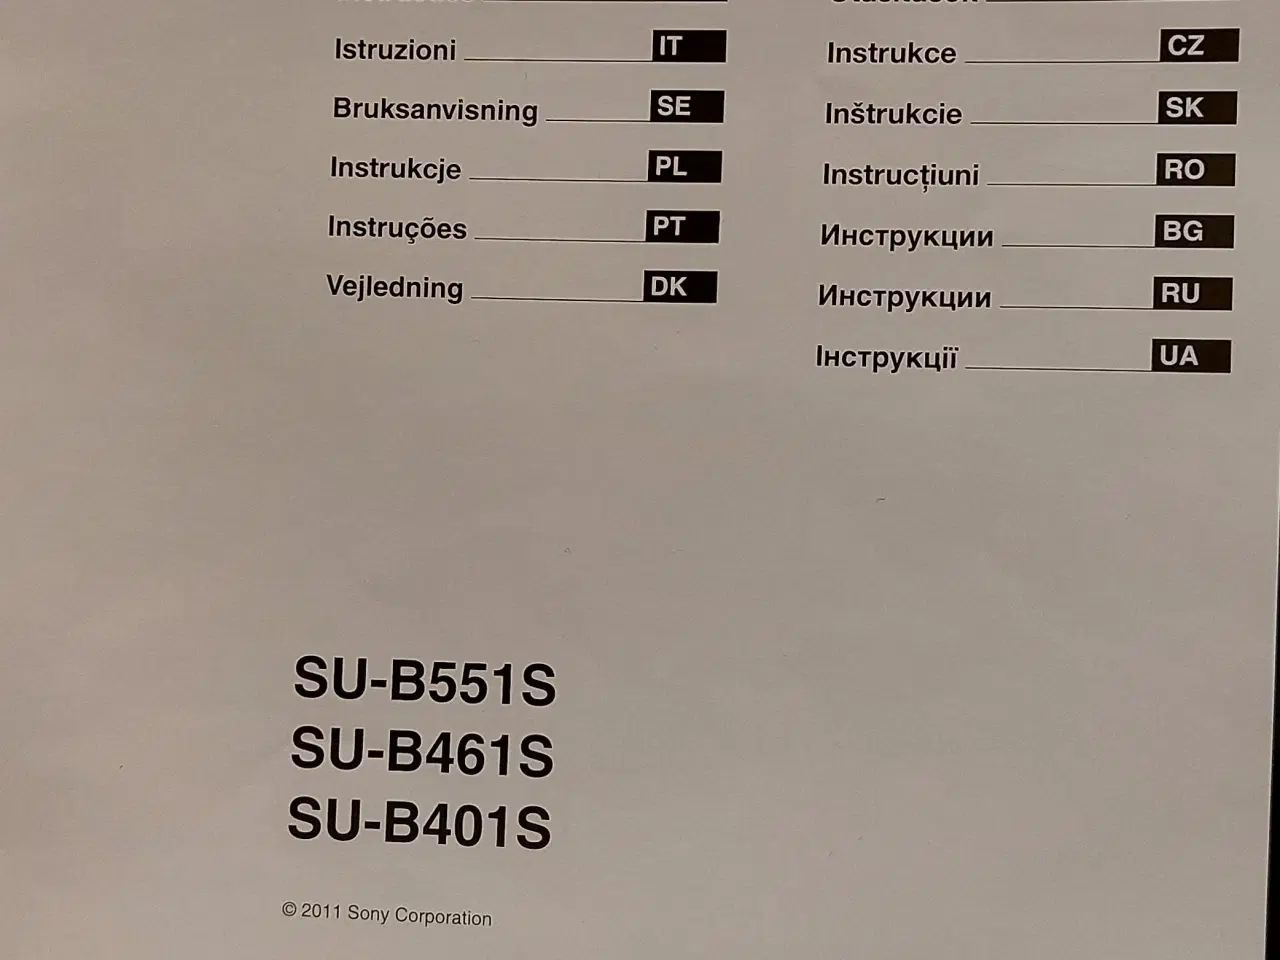 Istruzioni IT
Bruksanvisning SE
Instrukcje PL
Instruções PT
Vejledning DK
Instrukce CZ
Inštrukcie SK
Instrucțiuni RO
Инструкции BG
Инструкции RU
Інструкції UA
SU-B551S
SU-B461S
SU-B401S
© 2011 Sony Corporation